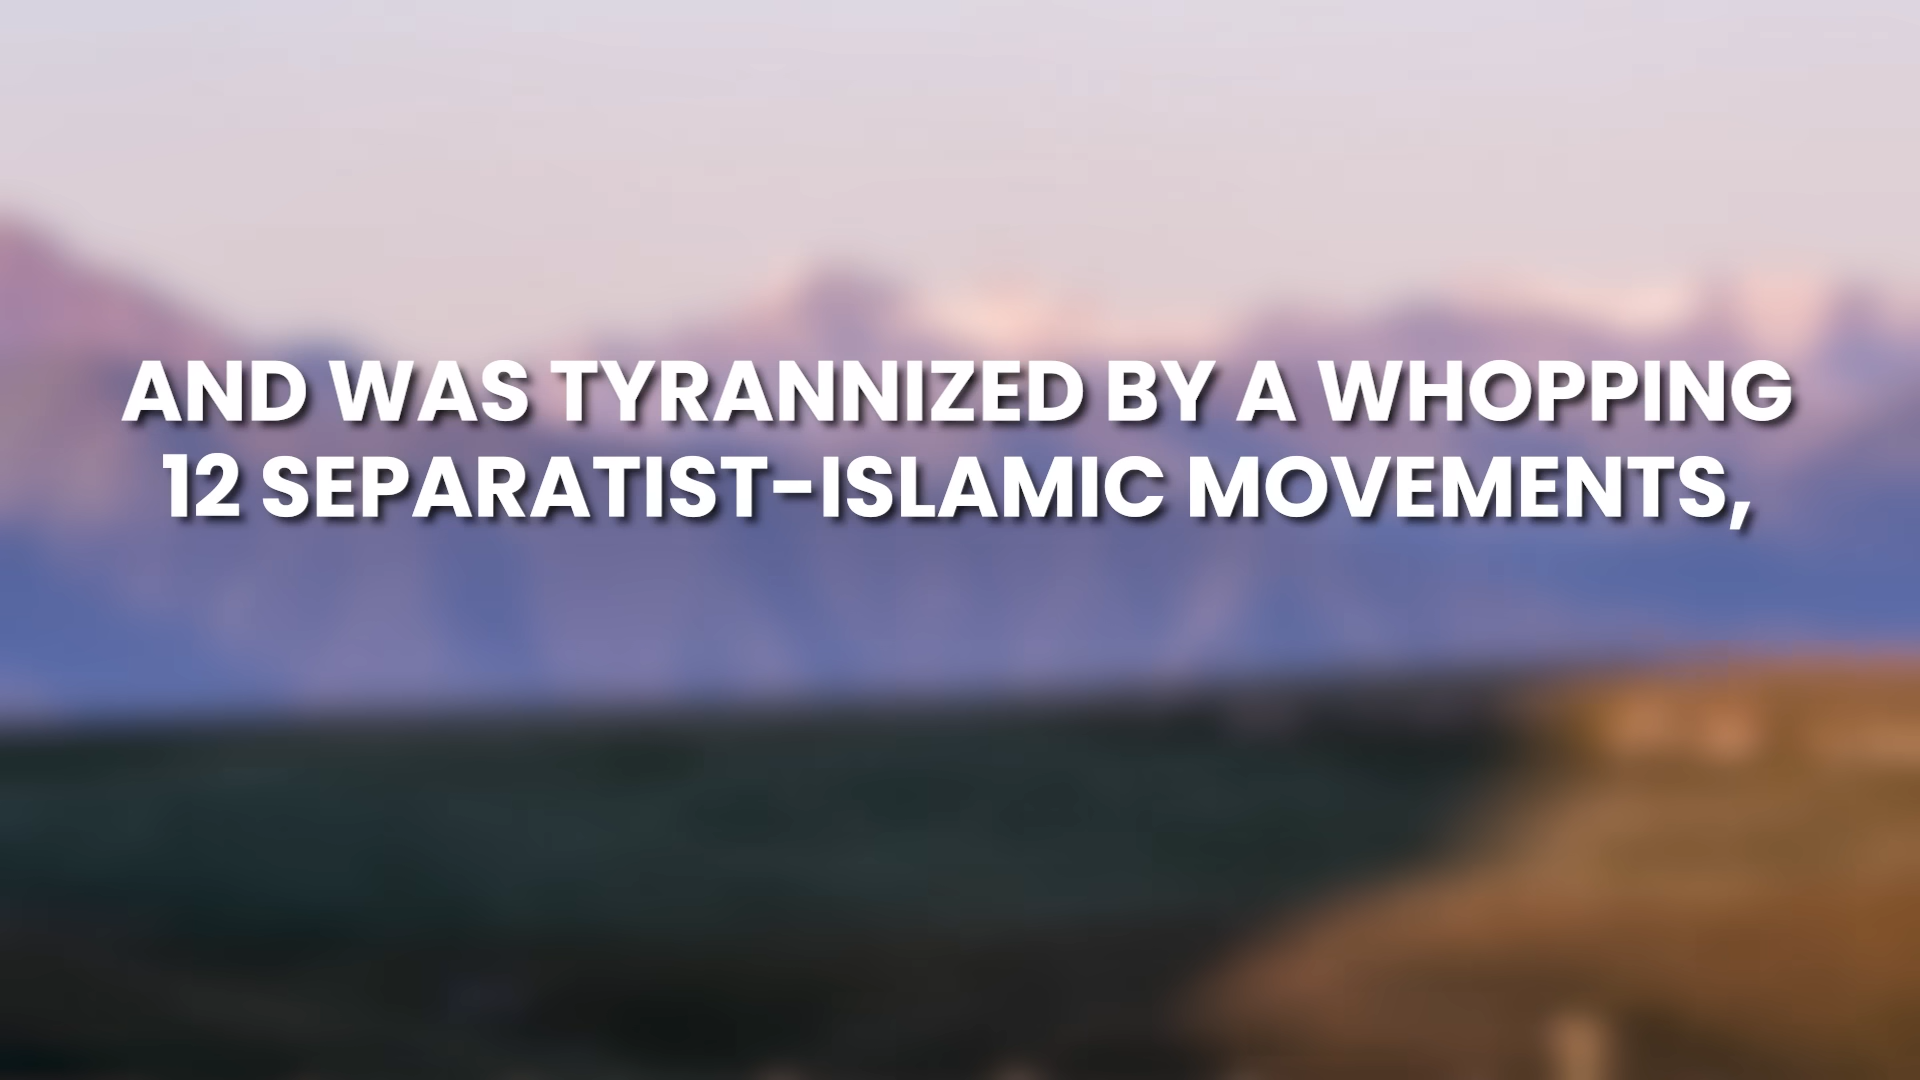 AND WAS TYRANNIZED BY A WHOPPING
12 SEPARATIST-ISLAMIC MOVEMENTS,